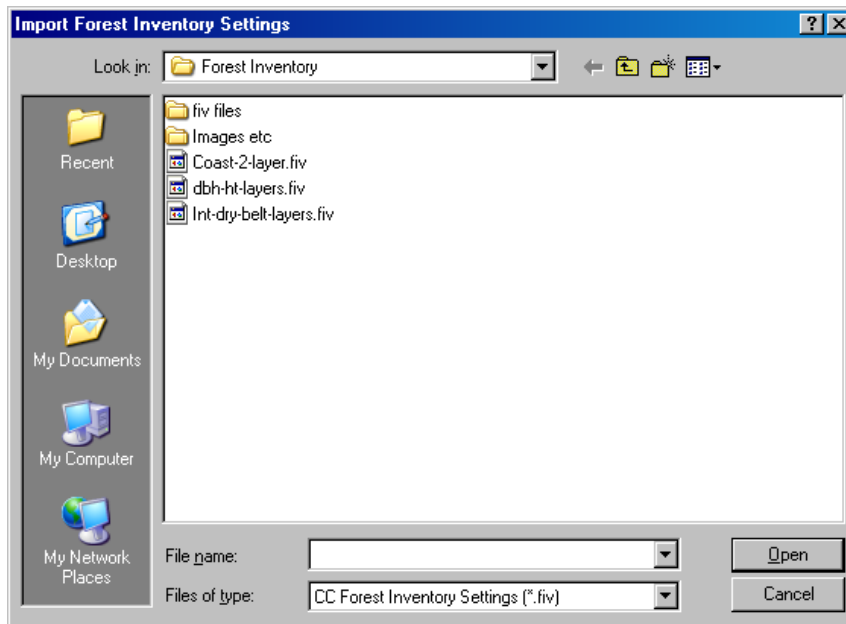 Import Forest Inventory Settings
Look in: Forest Inventory
fiv files
Images etc
Coast-2-layer.fiv
dbh-ht-layers.fiv
Int-dry-belt-layers.fiv
Recent
Desktop
My Documents
My Computer
My Network
Places
File name:
Open
Files of type: CC Forest Inventory Settings (*.fiv)
Cancel